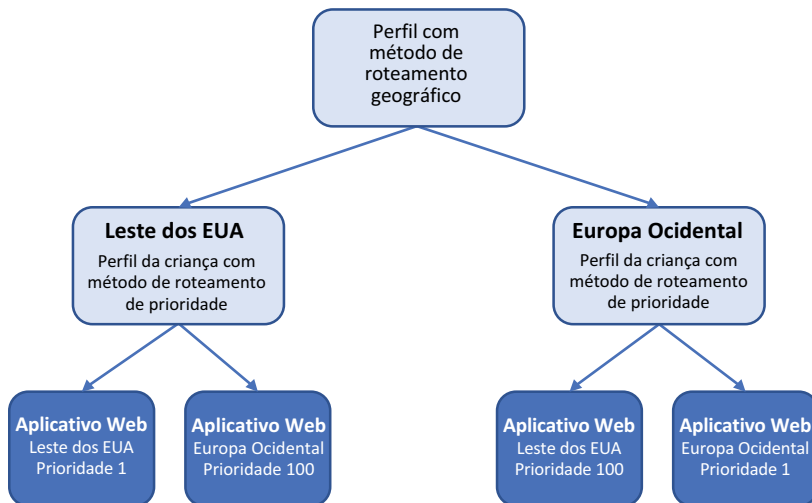 Perfil com
método de
roteamento
geográfico
Leste dos EUA
Perfil da criança com
método de roteamento
de prioridade
Europa Ocidental
Perfil da criança com
método de roteamento
de prioridade
Aplicativo Web
Leste dos EUA
Prioridade 1
Aplicativo Web
Europa Ocidental
Prioridade 100
Aplicativo Web
Leste dos EUA
Prioridade 100
Aplicativo Web
Europa Ocidental
Prioridade 1